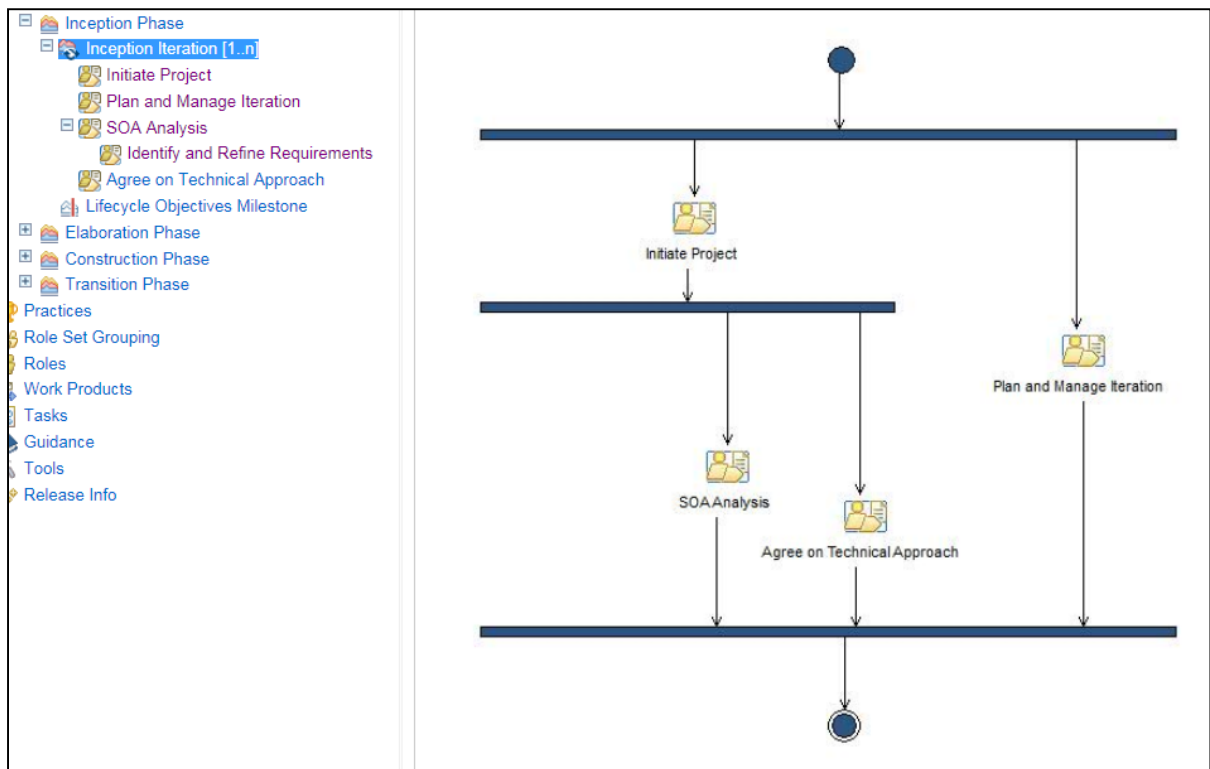 Inception Phase
Inception Iteration [1..n]
Initiate Project
Plan and Manage Iteration
SOA Analysis
Identify and Refine Requirements
Agree on Technical Approach
Lifecycle Objectives Milestone
Elaboration Phase
Construction Phase
Transition Phase
Practices
Role Set Grouping
Roles
Work Products
Tasks
Guidance
Tools
Release Info
Initiate Project
Plan and Manage Iteration
SOA Analysis
Agree on Technical Approach